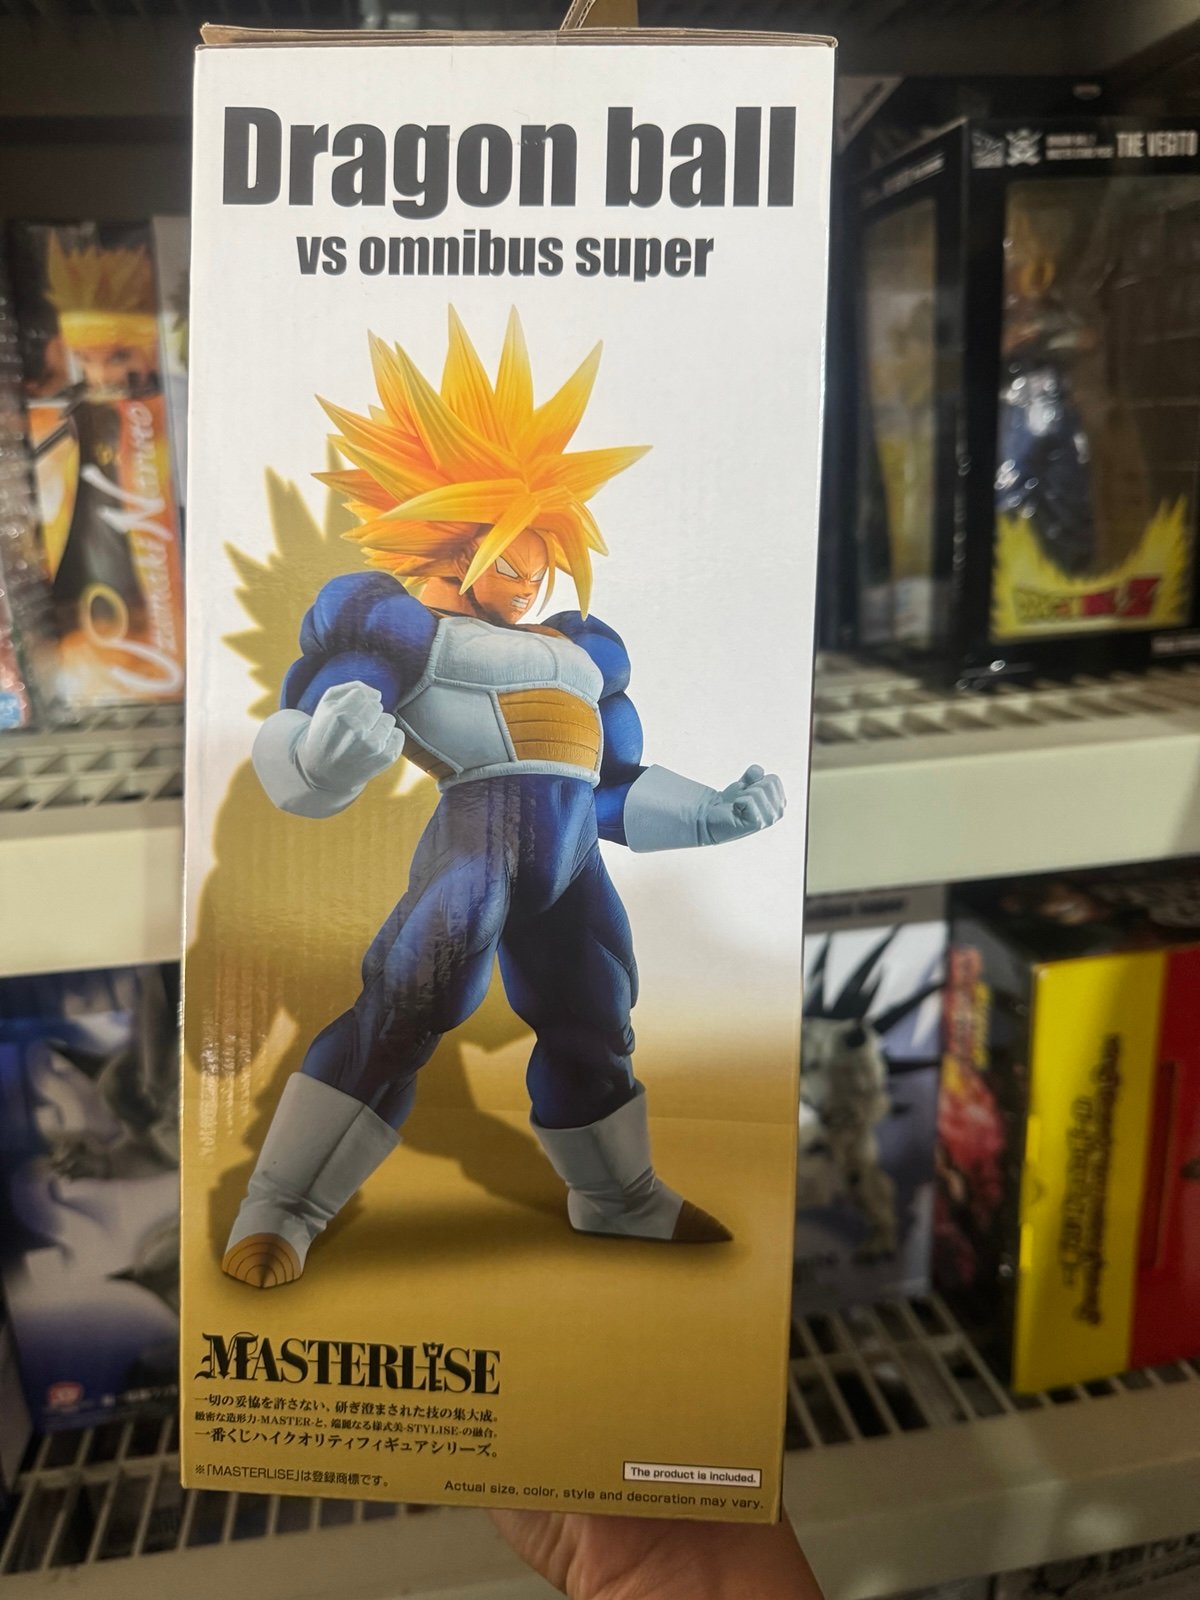 Dragon ball
vs omnibus super
MASTERLISE
一切の妥協を許さない、研ぎ澄まされた技の集大成。
緻密な造形力-MASTER-と、端麗なる様式美-STYLISE-の融合。
一番くじハイクオリティフィギュアシリーズ。
※「MASTERLISE」は登録商標です。
The product is included.
Actual size, color, style and decoration may vary.
THE VEGITO